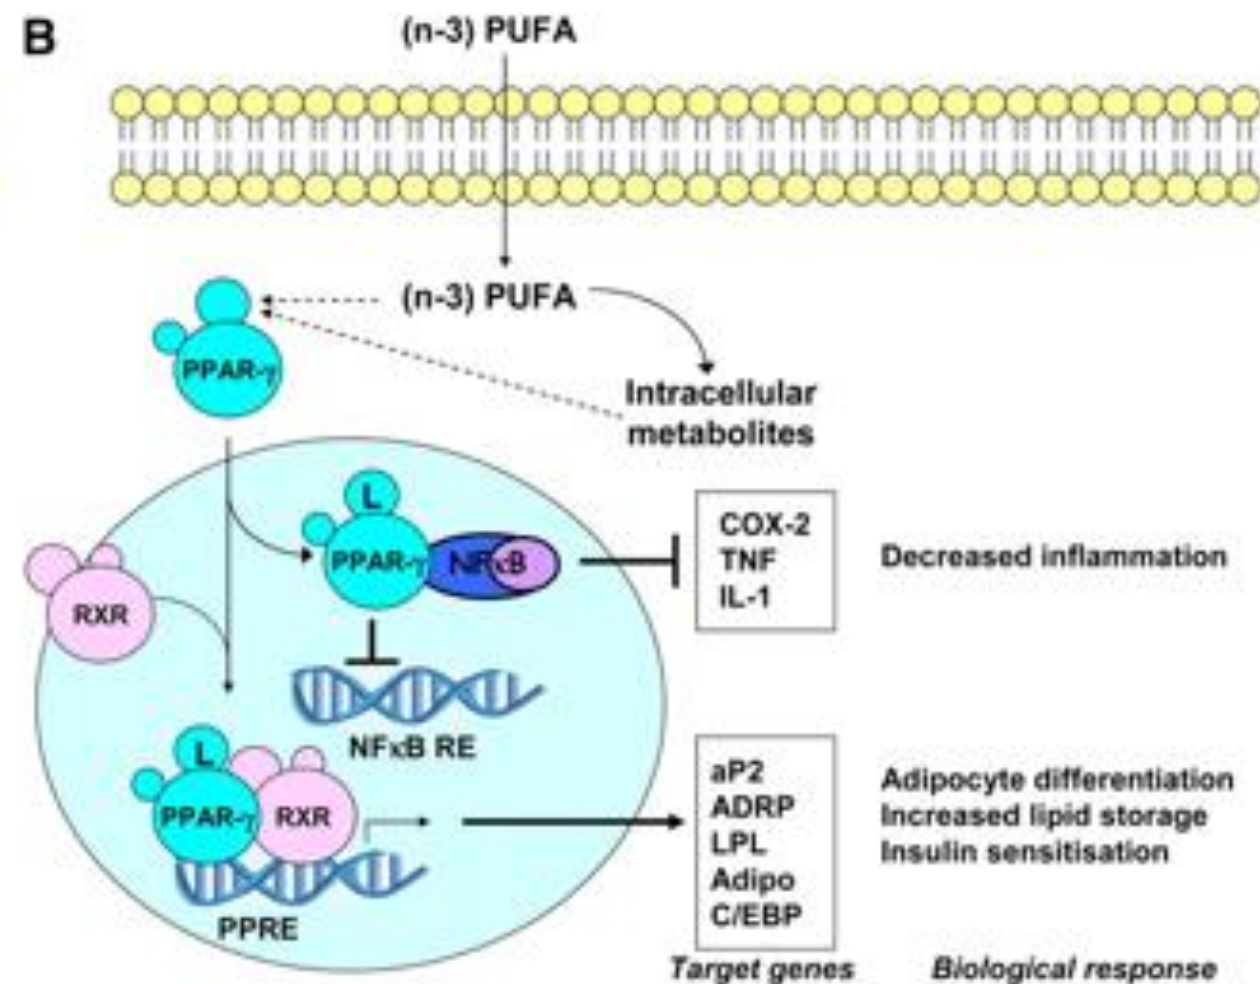 B
(n-3) PUFA
(n-3) PUFA
PPAR-γ
Intracellular
metabolites
L
PPAR-γ
NFκB
COX-2
TNF
IL-1
Decreased inflammation
RXR
NFκB RE
L
PPAR-γ
RXR
PPRE
aP2
ADRP
LPL
Adipo
C/EBP
Adipocyte differentiation
Increased lipid storage
Insulin sensitisation
Target genes
Biological response